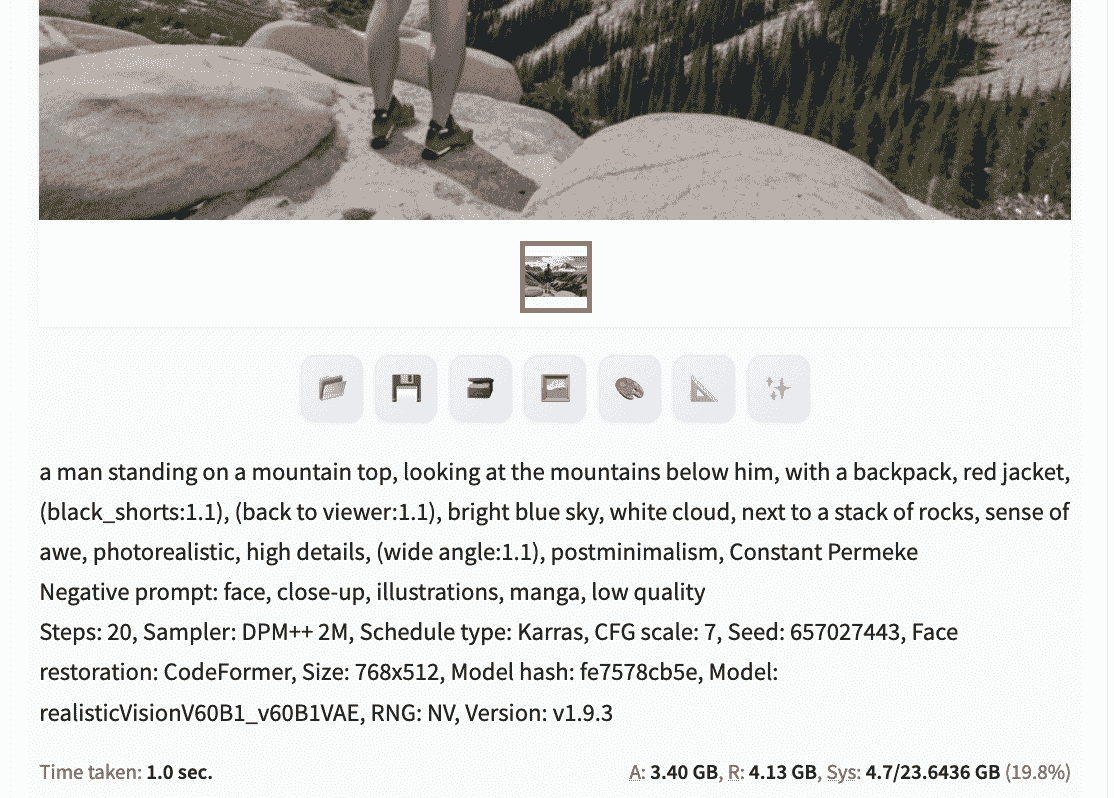 a man standing on a mountain top, looking at the mountains below him, with a backpack, red jacket,
(black_shorts:1.1), (back to viewer:1.1), bright blue sky, white cloud, next to a stack of rocks, sense of
awe, photorealistic, high details, (wide angle:1.1), postminimalism, Constant Permeke
Negative prompt: face, close-up, illustrations, manga, low quality
Steps: 20, Sampler: DPM++ 2M, Schedule type: Karras, CFG scale: 7, Seed: 657027443, Face
restoration: CodeFormer, Size: 768x512, Model hash: fe7578cb5e, Model:
realisticVisionV60B1_v60B1VAE, RNG: NV, Version: v1.9.3
Time taken: 1.0 sec.
A: 3.40 GB, R: 4.13 GB, Sys: 4.7/23.6436 GB (19.8%)